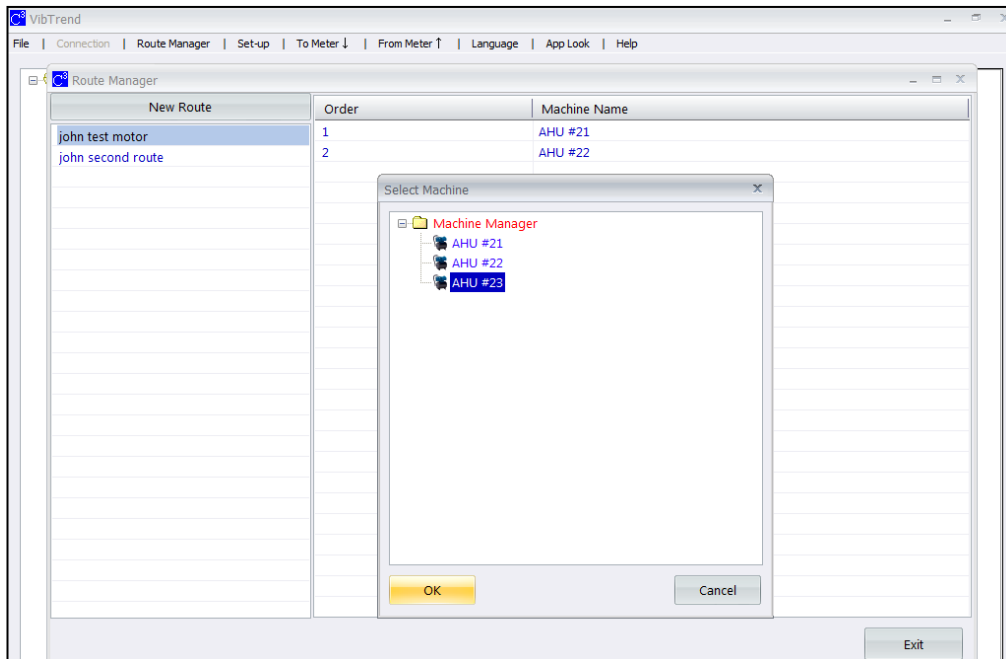 C³ VibTrend
File | Connection | Route Manager | Set-up | To Meter ↓ | From Meter ↑ | Language | App Look | Help
C³ Route Manager
New Route
Order
Machine Name
john test motor
1
AHU #21
john second route
2
AHU #22
Select Machine
Machine Manager
AHU #21
AHU #22
AHU #23
OK
Cancel
Exit